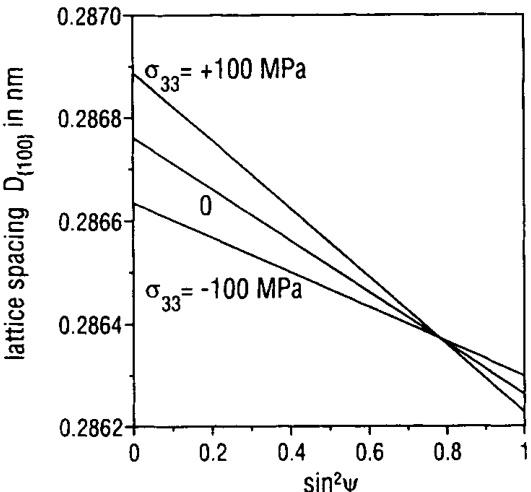 0.2870
σ33= +100 MPa
0.2868
0
0.2866
σ33= -100 MPa
0.2864
0.2862
0 0.2 0.4 0.6 0.8 1
sin²ψ
lattice spacing D{100} in nm